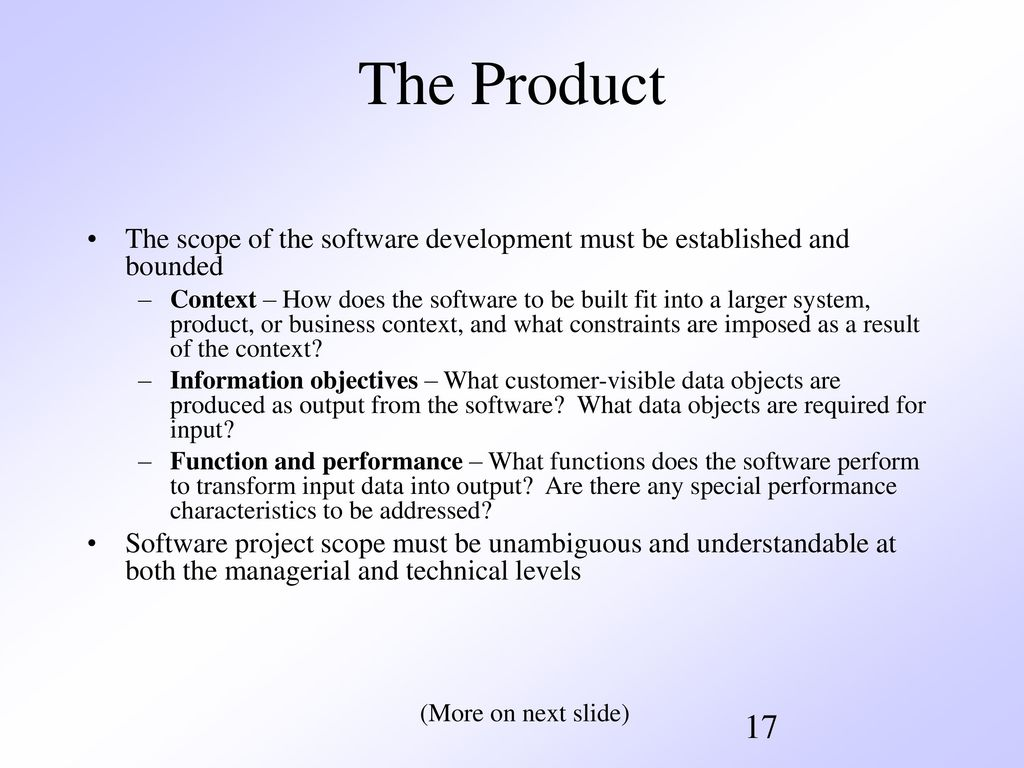 The Product
• The scope of the software development must be established and
bounded
– Context – How does the software to be built fit into a larger system,
product, or business context, and what constraints are imposed as a result
of the context?
– Information objectives – What customer-visible data objects are
produced as output from the software?  What data objects are required for
input?
– Function and performance – What functions does the software perform
to transform input data into output?  Are there any special performance
characteristics to be addressed?
• Software project scope must be unambiguous and understandable at
both the managerial and technical levels
(More on next slide)
17